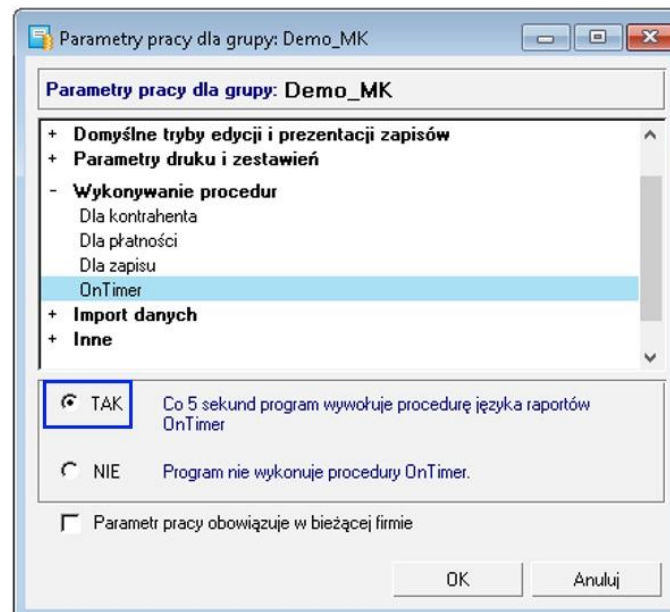 Parametry pracy dla grupy: Demo_MK
Parametry pracy dla grupy: Demo_MK
+ Domyślne tryby edycji i prezentacji zapisów
+ Parametry druku i zestawień
- Wykonywanie procedur
Dla kontrahenta
Dla płatności
Dla zapisu
OnTimer
+ Import danych
+ Inne
TAK Co 5 sekund program wywołuje procedurę języka raportów
OnTimer
NIE Program nie wykonuje procedury OnTimer.
Parametr pracy obowiązuje w bieżącej firmie
OK Anuluj